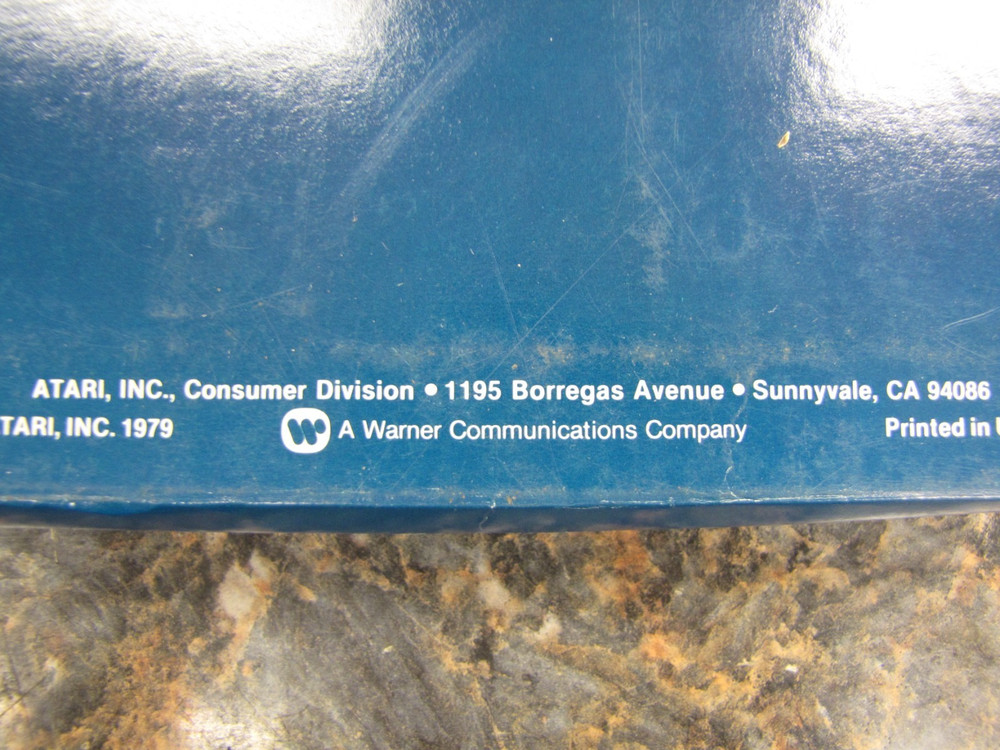 ATARI, INC., Consumer Division • 1195 Borregas Avenue • Sunnyvale, CA 94086
TARI, INC. 1979 A Warner Communications Company Printed in